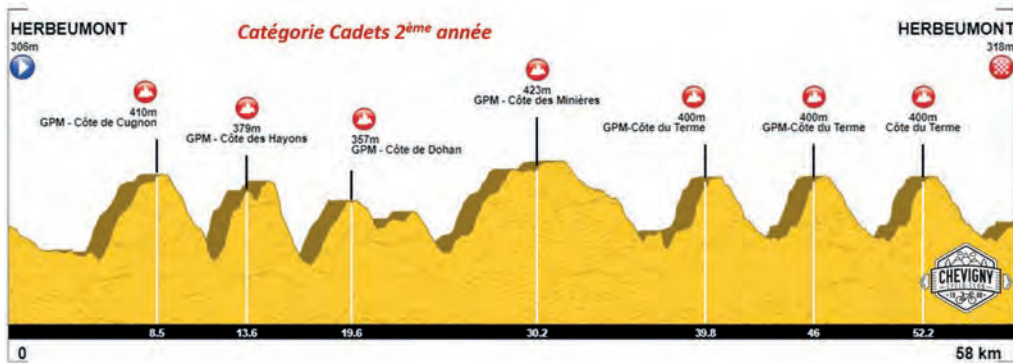 HERBEUMONT
306m
Catégorie Cadets 2ème année
HERBEUMONT
318m
410m
GPM - Côte de Cugnon
379m
GPM - Côte des Hayons
357m
GPM - Côte de Dohan
423m
GPM - Côte des Minières
400m
GPM-Côte du Terme
400m
GPM-Côte du Terme
400m
Côte du Terme
CHEVIGNY
8.5 13.6 19.6 30.2 39.8 46 52.2
0 58 km